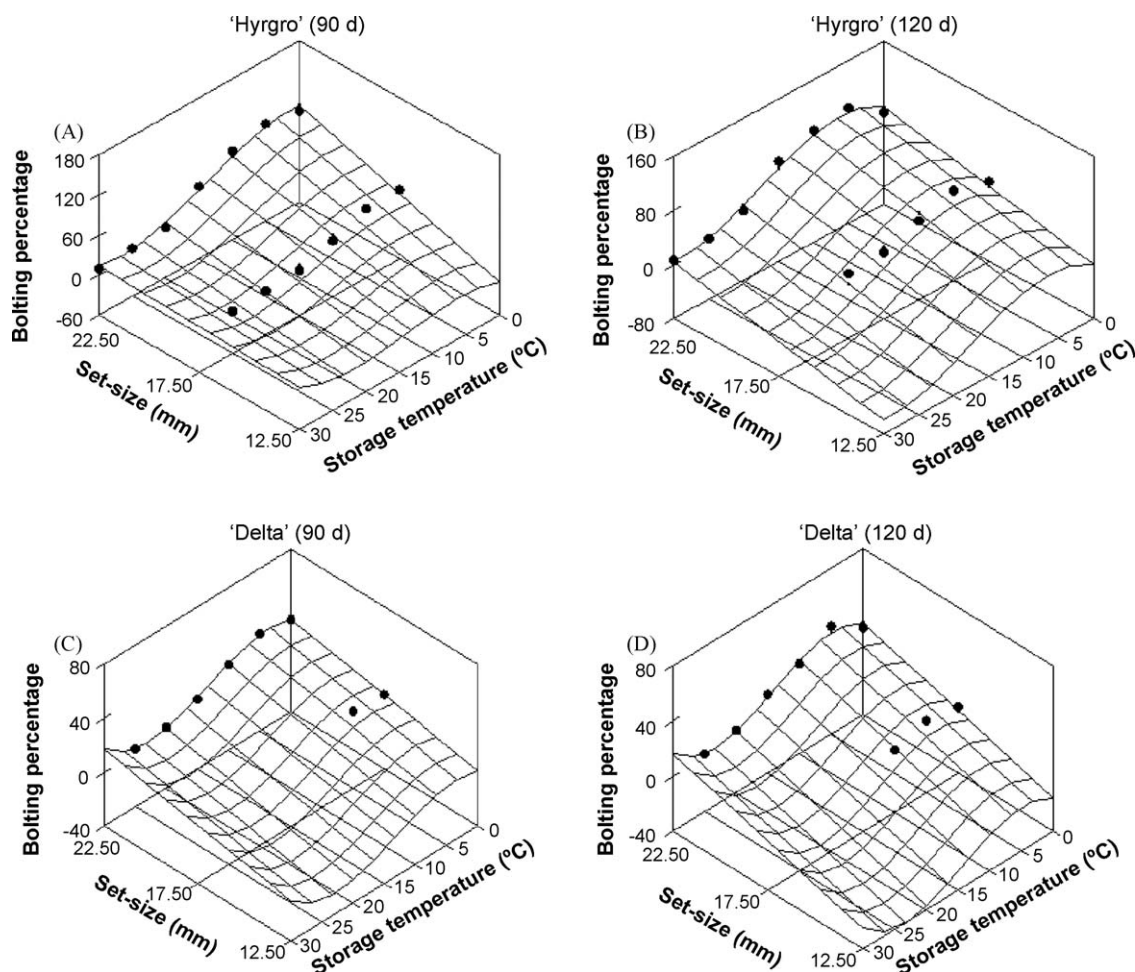 'Hyrgro' (90 d)
(A)
Bolting percentage
180
120
60
0
-60
22.50
17.50
12.50
Set-size (mm)
30
25
20
15
10
5
0
Storage temperature (ºC)
'Hyrgro' (120 d)
(B)
Bolting percentage
160
80
0
-80
22.50
17.50
12.50
Set-size (mm)
30
25
20
15
10
5
0
Storage temperature (ºC)
'Delta' (90 d)
(C)
Bolting percentage
80
40
0
-40
22.50
17.50
12.50
Set-size (mm)
30
25
20
15
10
5
0
Storage temperature (ºC)
'Delta' (120 d)
(D)
Bolting percentage
80
40
0
-40
22.50
17.50
12.50
Set-size (mm)
30
25
20
15
10
5
0
Storage temperature (ºC)